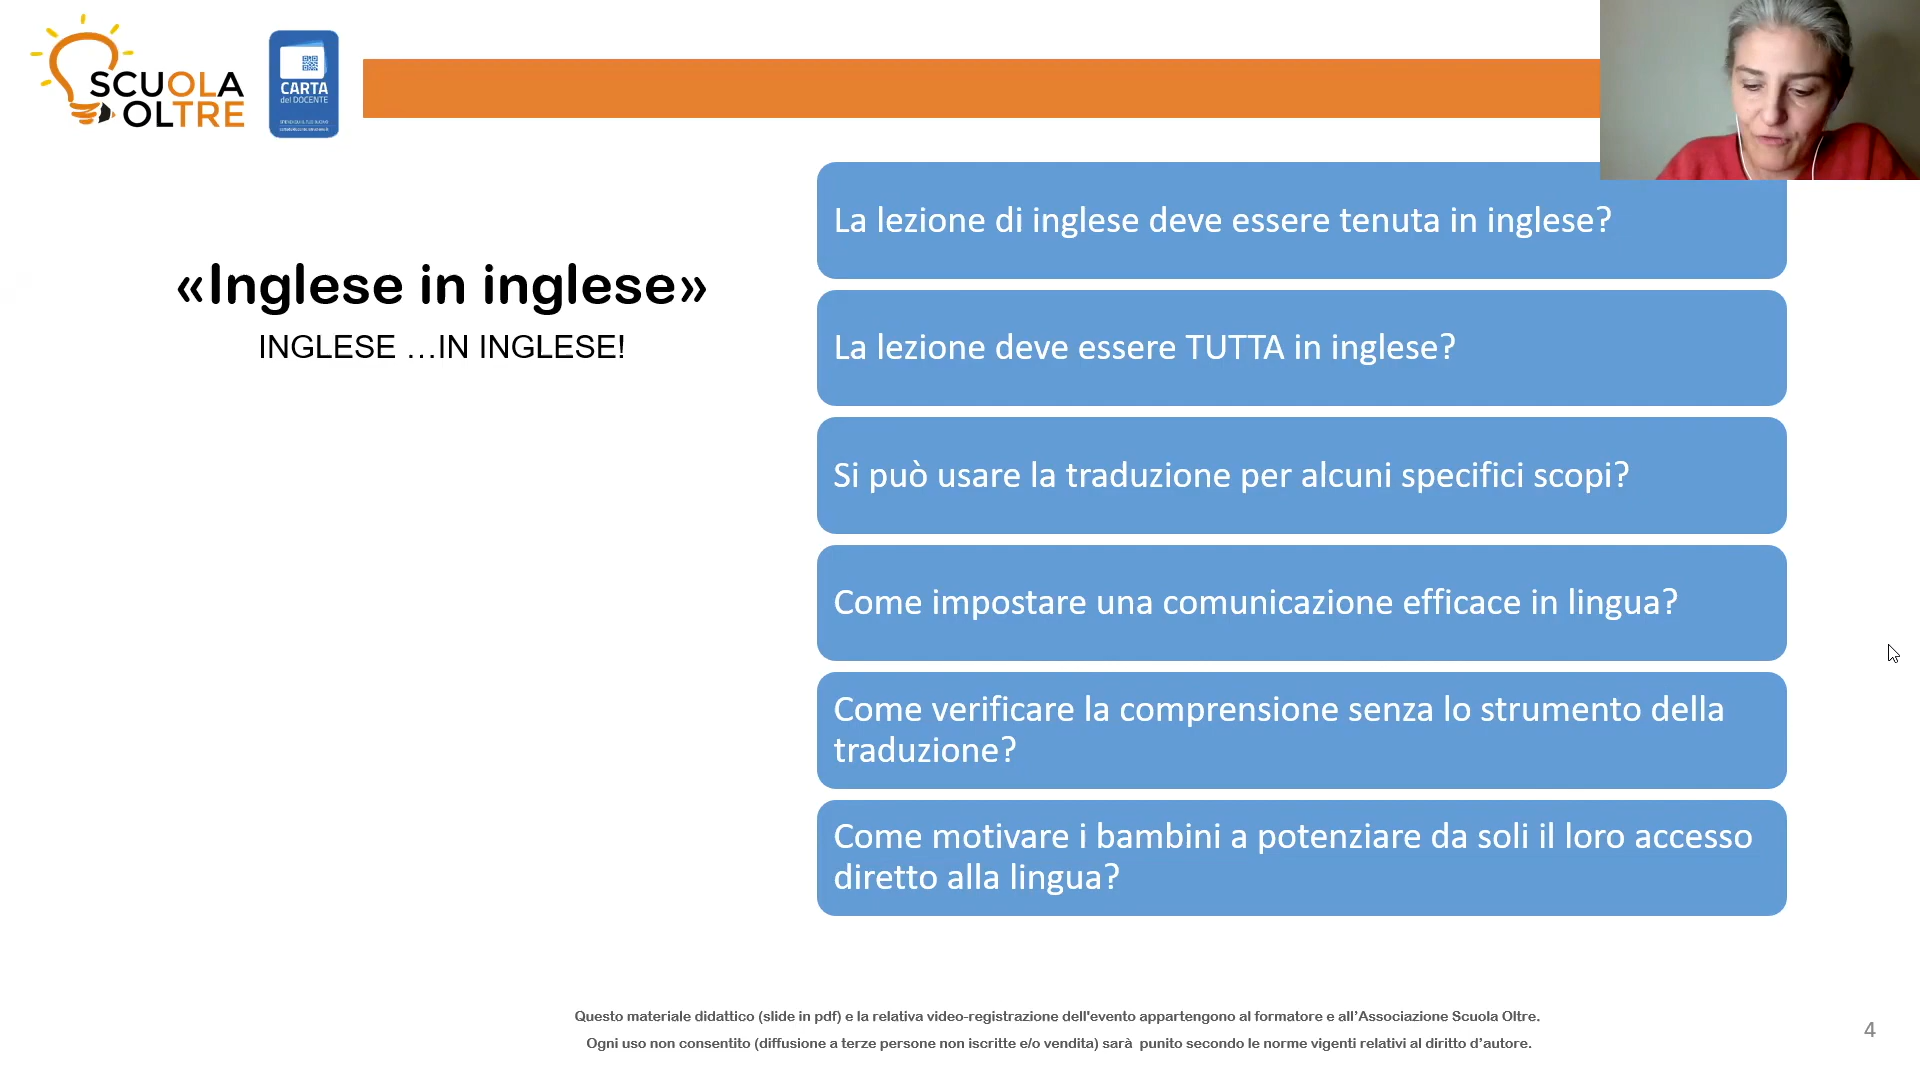 SCUOLA
OLTRE
CARTA
del DOCENTE
«Inglese in inglese»
INGLESE …IN INGLESE!
La lezione di inglese deve essere tenuta in inglese?
La lezione deve essere TUTTA in inglese?
Si può usare la traduzione per alcuni specifici scopi?
Come impostare una comunicazione efficace in lingua?
Come verificare la comprensione senza lo strumento della
traduzione?
Come motivare i bambini a potenziare da soli il loro accesso
diretto alla lingua?
Questo materiale didattico (slide in pdf) e la relativa video-registrazione dell'evento appartengono al formatore e all’Associazione Scuola Oltre.
Ogni uso non consentito (diffusione a terze persone non iscritte e/o vendita) sarà  punito secondo le norme vigenti relativi al diritto d’autore.
4